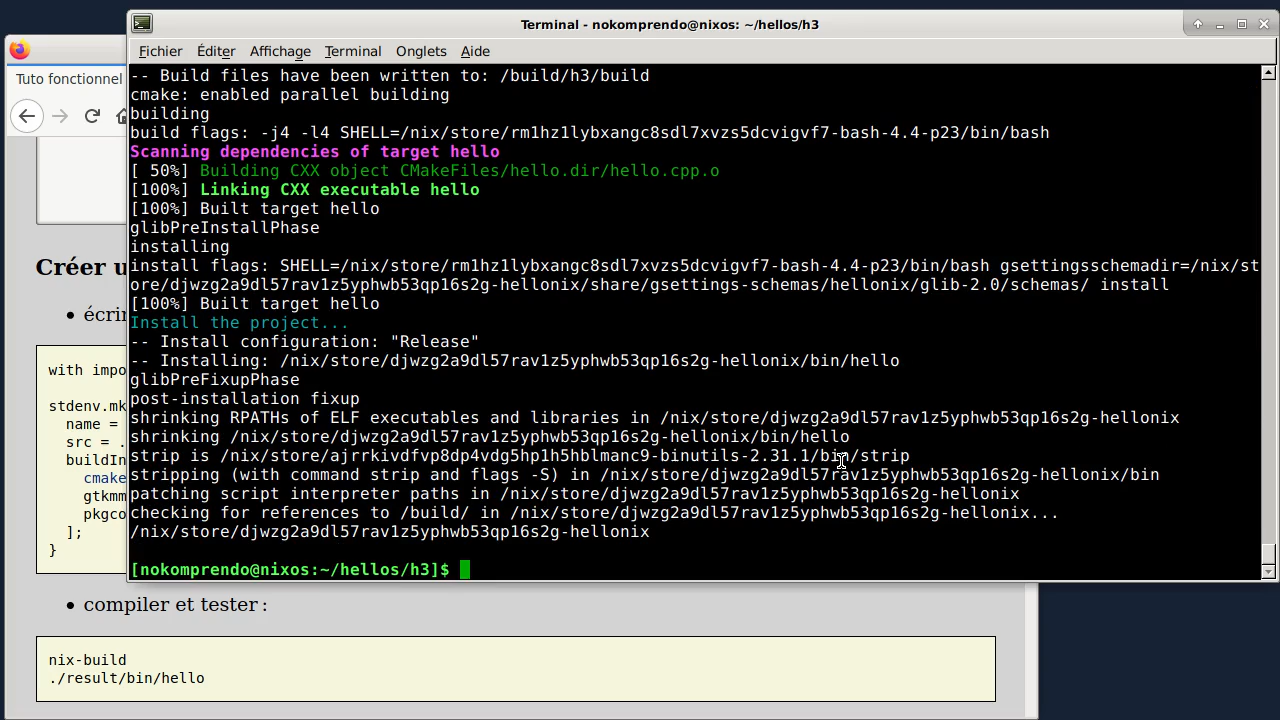 Terminal - nokomprendo@nixos: ~/hellos/h3
Fichier Éditer Affichage Terminal Onglets Aide
-- Build files have been written to: /build/h3/build
cmake: enabled parallel building
building
build flags: -j4 -l4 SHELL=/nix/store/rm1hz1lybxangc8sdl7xvzs5dcvigvf7-bash-4.4-p23/bin/bash
Scanning dependencies of target hello
[ 50%] Building CXX object CMakeFiles/hello.dir/hello.cpp.o
[100%] Linking CXX executable hello
[100%] Built target hello
glibPreInstallPhase
installing
install flags: SHELL=/nix/store/rm1hz1lybxangc8sdl7xvzs5dcvigvf7-bash-4.4-p23/bin/bash gsettingsschemadir=/nix/st
ore/djwzg2a9dl57rav1z5yphwb53qp16s2g-hellonix/share/gsettings-schemas/hellonix/glib-2.0/schemas/ install
[100%] Built target hello
Install the project...
-- Install configuration: "Release"
-- Installing: /nix/store/djwzg2a9dl57rav1z5yphwb53qp16s2g-hellonix/bin/hello
glibPreFixupPhase
post-installation fixup
shrinking RPATHs of ELF executables and libraries in /nix/store/djwzg2a9dl57rav1z5yphwb53qp16s2g-hellonix
shrinking /nix/store/djwzg2a9dl57rav1z5yphwb53qp16s2g-hellonix/bin/hello
strip is /nix/store/ajrrkivdfvp8dp4vdg5hp1h5hblmanc9-binutils-2.31.1/bin/strip
stripping (with command strip and flags -S) in /nix/store/djwzg2a9dl57rav1z5yphwb53qp16s2g-hellonix/bin
patching script interpreter paths in /nix/store/djwzg2a9dl57rav1z5yphwb53qp16s2g-hellonix
checking for references to /build/ in /nix/store/djwzg2a9dl57rav1z5yphwb53qp16s2g-hellonix...
/nix/store/djwzg2a9dl57rav1z5yphwb53qp16s2g-hellonix
[nokomprendo@nixos:~/hellos/h3]$
Tuto fonctionnel
Créer u
• écrir
with impo
stdenv.mk
name =
src = .
buildIn
cmake
gtkmm
pkgco
];
}
• compiler et tester :
nix-build
./result/bin/hello